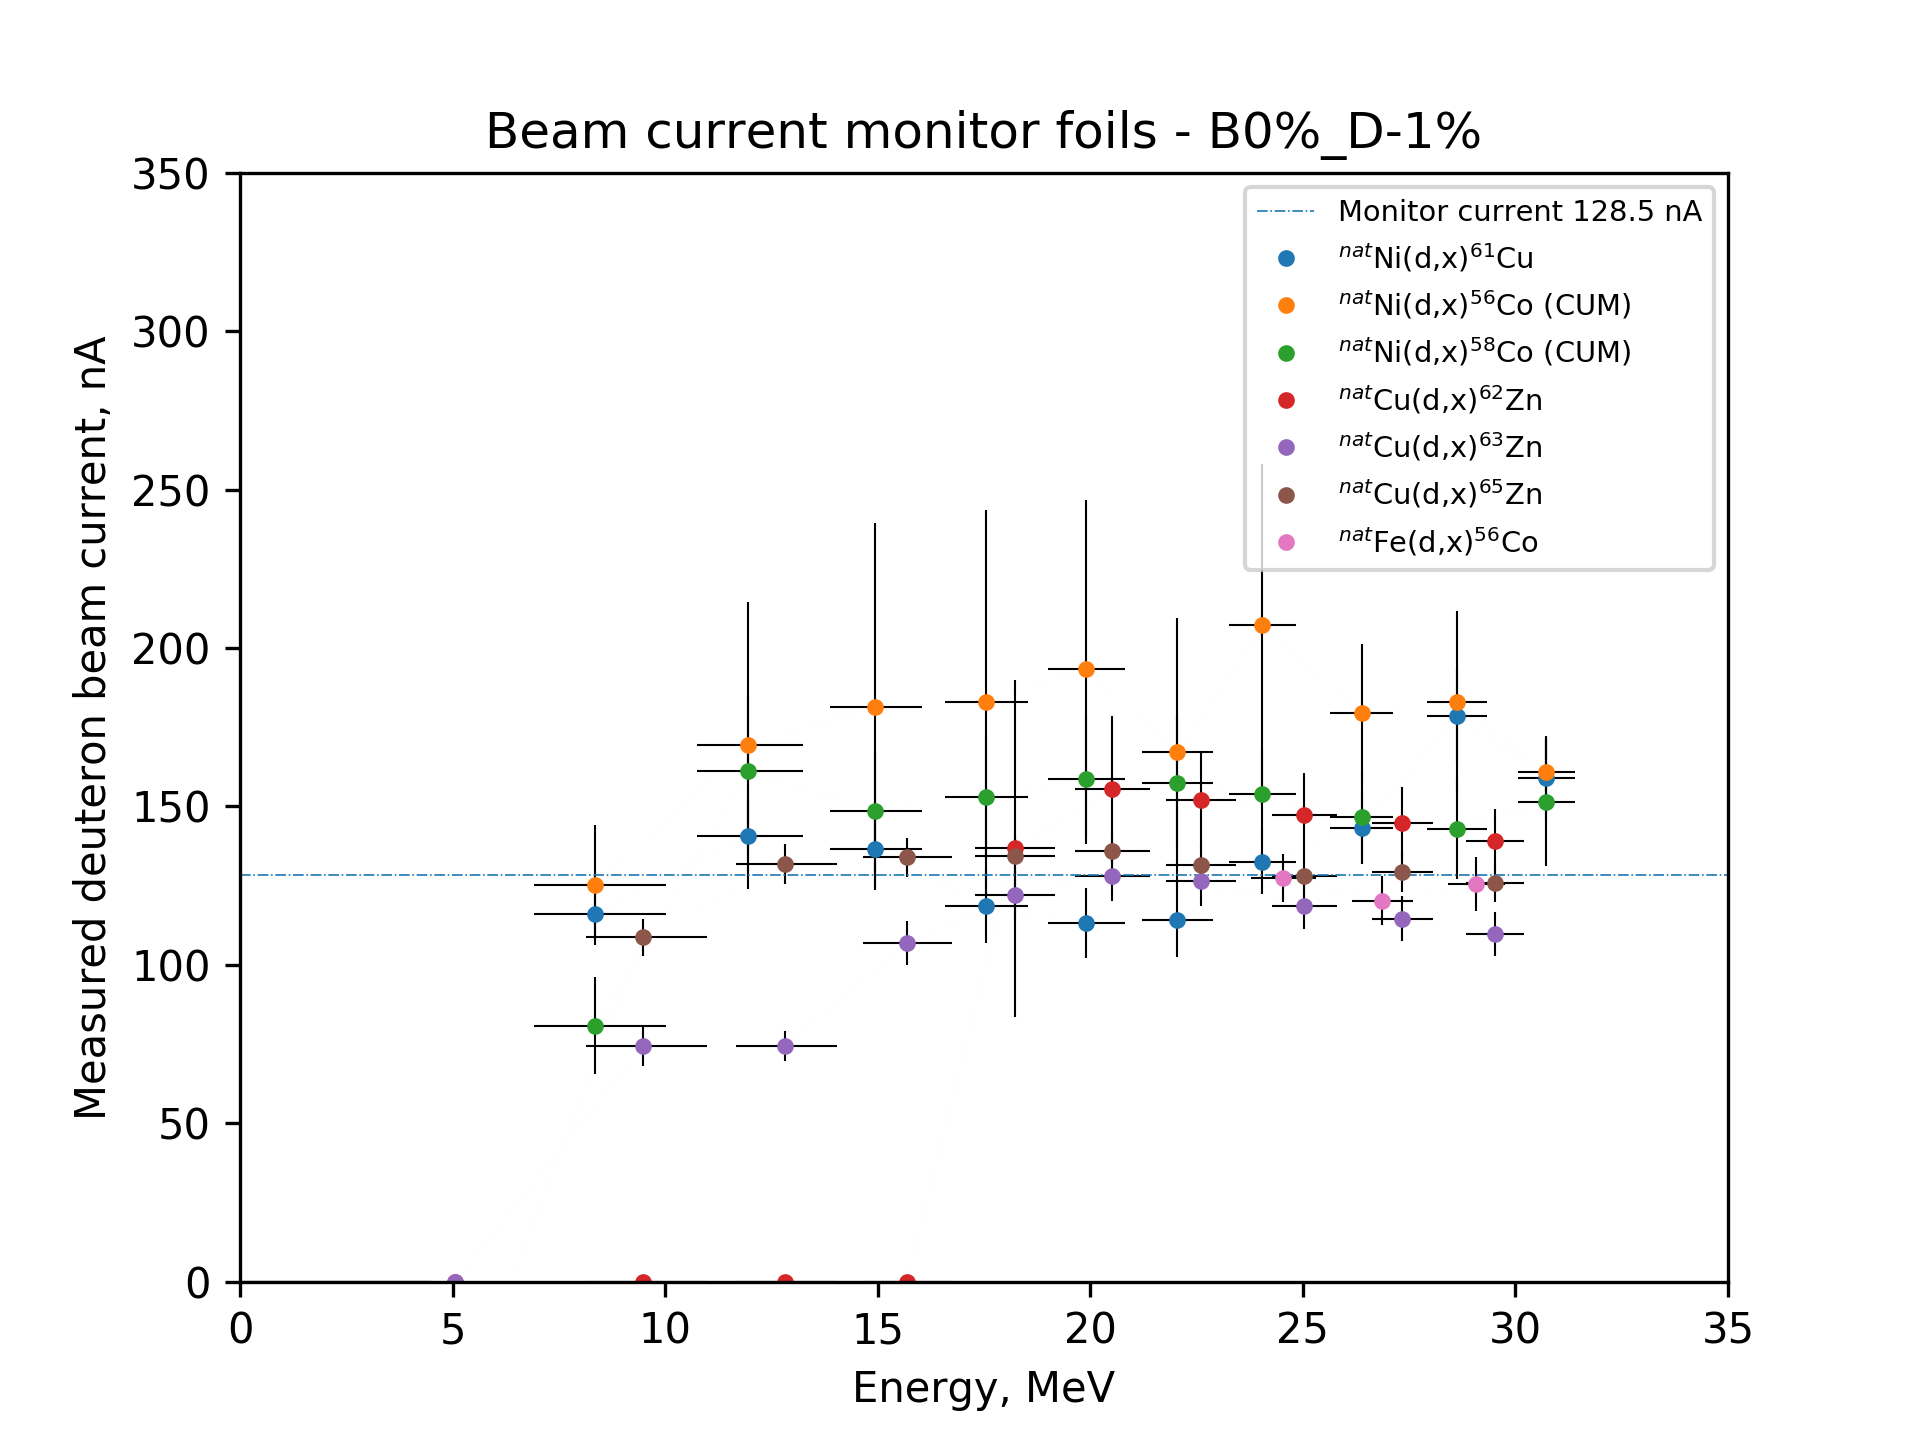 Beam current monitor foils - B0%_D-1%
Measured deuteron beam current, nA
350
300
250
200
150
100
50
0
Monitor current 128.5 nA
natNi(d,x)61Cu
natNi(d,x)56Co (CUM)
natNi(d,x)58Co (CUM)
natCu(d,x)62Zn
natCu(d,x)63Zn
natCu(d,x)65Zn
natFe(d,x)56Co
0 5 10 15 20 25 30 35
Energy, MeV